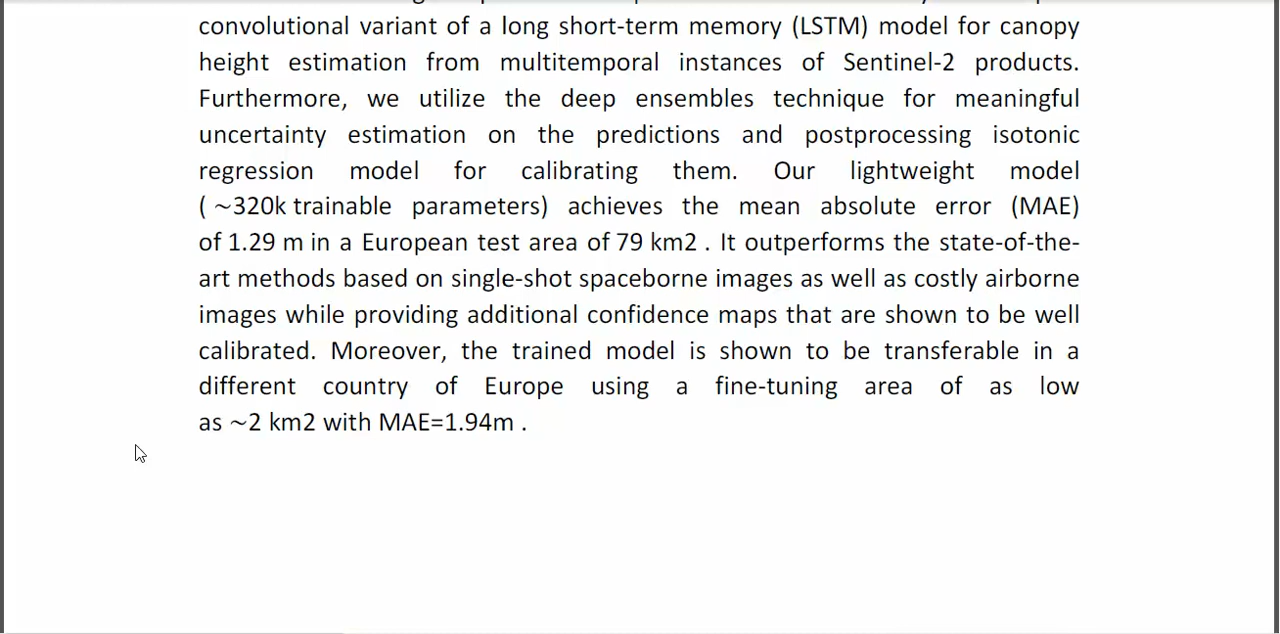 convolutional variant of a long short-term memory (LSTM) model for canopy
height estimation from multitemporal instances of Sentinel-2 products.
Furthermore, we utilize the deep ensembles technique for meaningful
uncertainty estimation on the predictions and postprocessing isotonic
regression model for calibrating them. Our lightweight model
( ~320k trainable parameters) achieves the mean absolute error (MAE)
of 1.29 m in a European test area of 79 km2 . It outperforms the state-of-the-
art methods based on single-shot spaceborne images as well as costly airborne
images while providing additional confidence maps that are shown to be well
calibrated. Moreover, the trained model is shown to be transferable in a
different country of Europe using a fine-tuning area of as low
as ~2 km2 with MAE=1.94m .